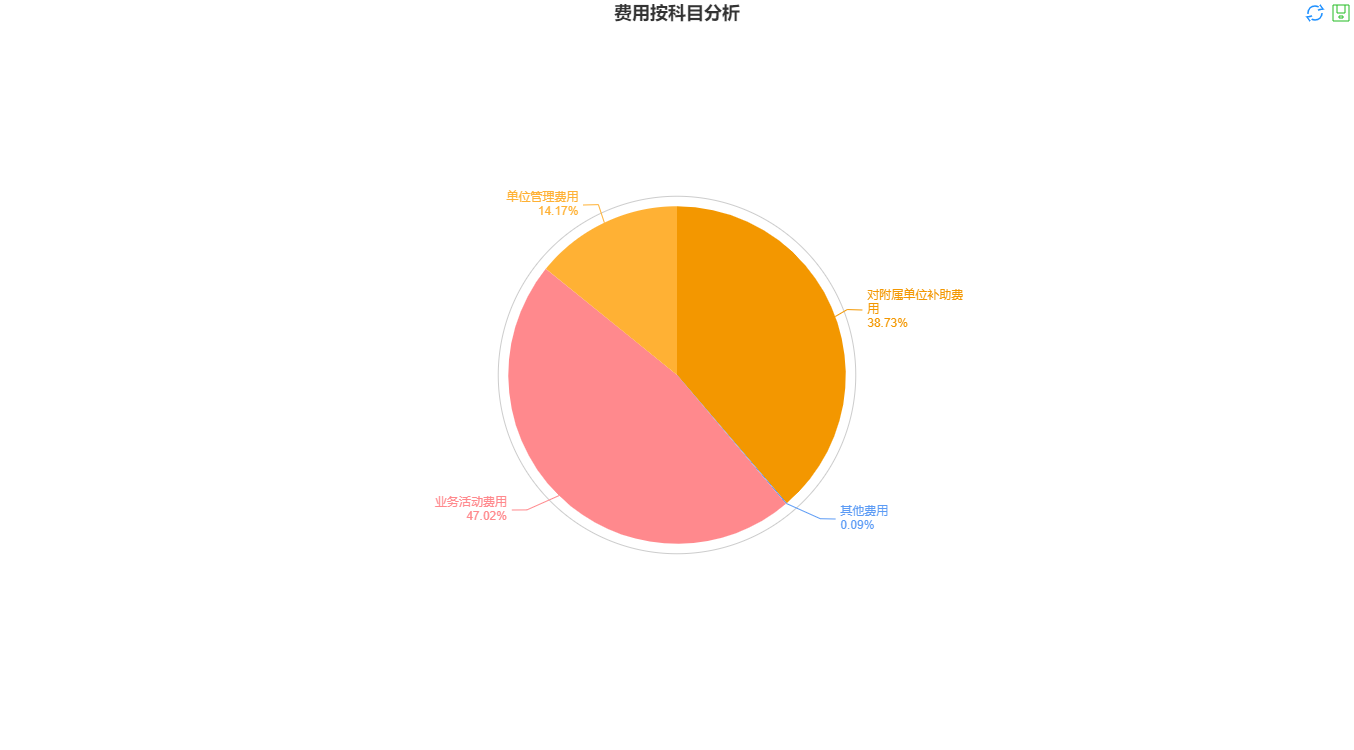 费用按科目分析
单位管理费用
14.17%
对附属单位补助费
用
38.73%
业务活动费用
47.02%
其他费用
0.09%